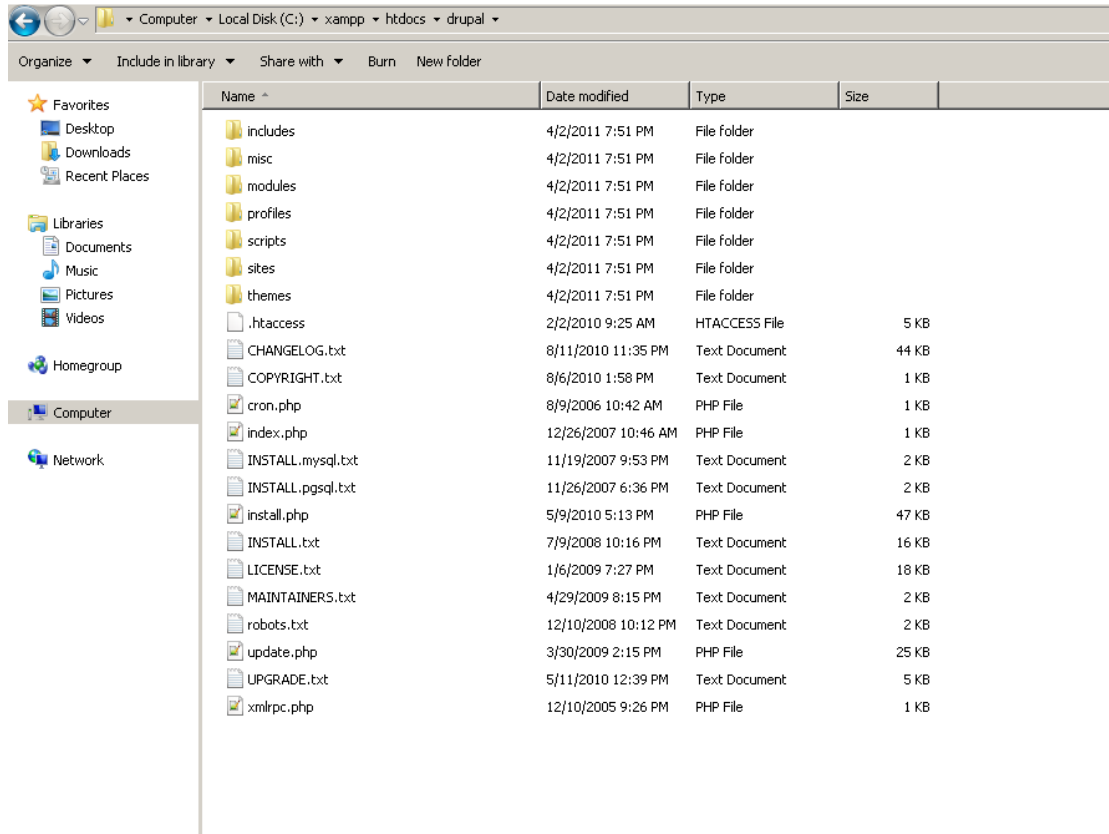 Computer Local Disk (C:) xampp htdocs drupal
Organize Include in library Share with Burn New folder
Favorites
Desktop
Downloads
Recent Places
Libraries
Documents
Music
Pictures
Videos
Homegroup
Computer
Network
Name Date modified Type Size
includes 4/2/2011 7:51 PM File folder
misc 4/2/2011 7:51 PM File folder
modules 4/2/2011 7:51 PM File folder
profiles 4/2/2011 7:51 PM File folder
scripts 4/2/2011 7:51 PM File folder
sites 4/2/2011 7:51 PM File folder
themes 4/2/2011 7:51 PM File folder
.htaccess 2/2/2010 9:25 AM HTACCESS File 5 KB
CHANGELOG.txt 8/11/2010 11:35 PM Text Document 44 KB
COPYRIGHT.txt 8/6/2010 1:58 PM Text Document 1 KB
cron.php 8/9/2006 10:42 AM PHP File 1 KB
index.php 12/26/2007 10:46 AM PHP File 1 KB
INSTALL.mysql.txt 11/19/2007 9:53 PM Text Document 2 KB
INSTALL.pgsql.txt 11/26/2007 6:36 PM Text Document 2 KB
install.php 5/9/2010 5:13 PM PHP File 47 KB
INSTALL.txt 7/9/2008 10:16 PM Text Document 16 KB
LICENSE.txt 1/6/2009 7:27 PM Text Document 18 KB
MAINTAINERS.txt 4/29/2009 8:15 PM Text Document 2 KB
robots.txt 12/10/2008 10:12 PM Text Document 2 KB
update.php 3/30/2009 2:15 PM PHP File 25 KB
UPGRADE.txt 5/11/2010 12:39 PM Text Document 5 KB
xmlrpc.php 12/10/2005 9:26 PM PHP File 1 KB